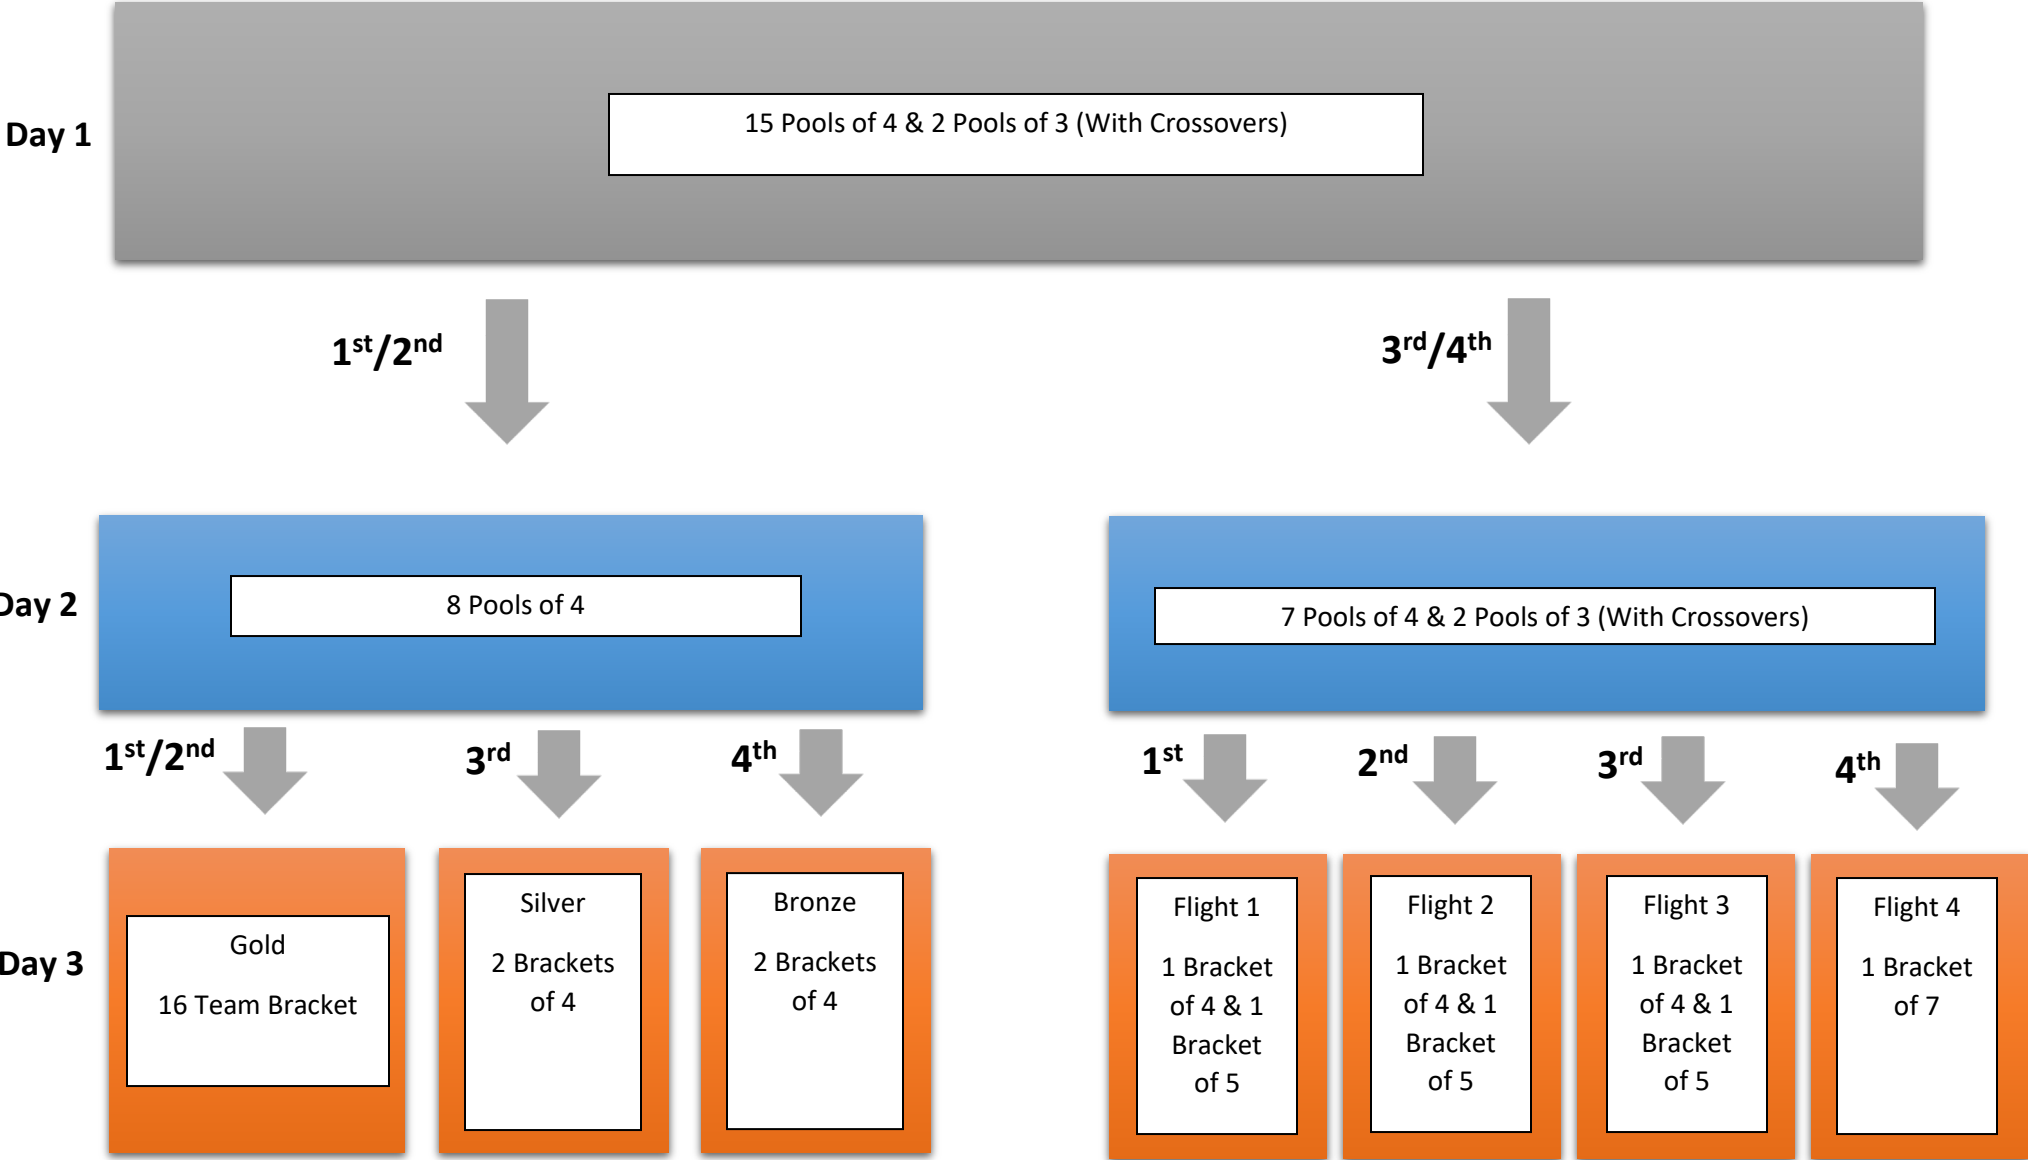 Day 1
15 Pools of 4 & 2 Pools of 3 (With Crossovers)
1st/2nd
3rd/4th
Day 2
8 Pools of 4
7 Pools of 4 & 2 Pools of 3 (With Crossovers)
1st/2nd
3rd
4th
1st
2nd
3rd
4th
Day 3
Gold
16 Team Bracket
Silver
2 Brackets
of 4
Bronze
2 Brackets
of 4
Flight 1
1 Bracket
of 4 & 1
Bracket
of 5
Flight 2
1 Bracket
of 4 & 1
Bracket
of 5
Flight 3
1 Bracket
of 4 & 1
Bracket
of 5
Flight 4
1 Bracket
of 7